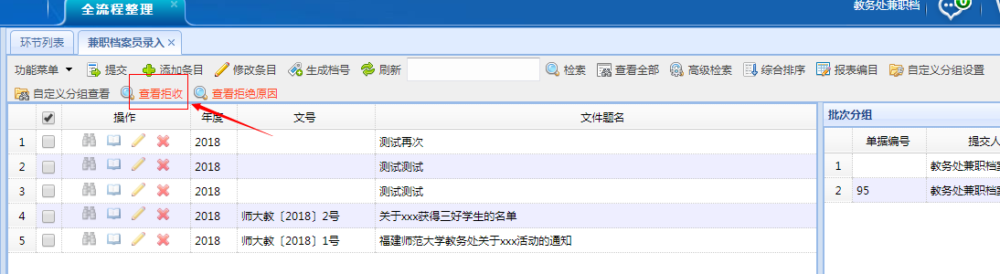 全流程整理
教务处兼职档
0
环节列表
兼职档案员录入
功能菜单 提交 添加条目 修改条目 生成档号 刷新 检索 查看全部 高级检索 综合排序 报表编目 自定义分组设置
自定义分组查看 查看拒收 查看拒绝原因
操作 年度 文号 文件题名
1 2018 测试再次
2 2018 测试测试
3 2018 测试测试
4 2018 师大教〔2018〕2号 关于xxx获得三好学生的名单
5 2018 师大教〔2018〕1号 福建师范大学教务处关于xxx活动的通知
批次分组
单据编号 提交人
1 教务处兼职档
2 95 教务处兼职档